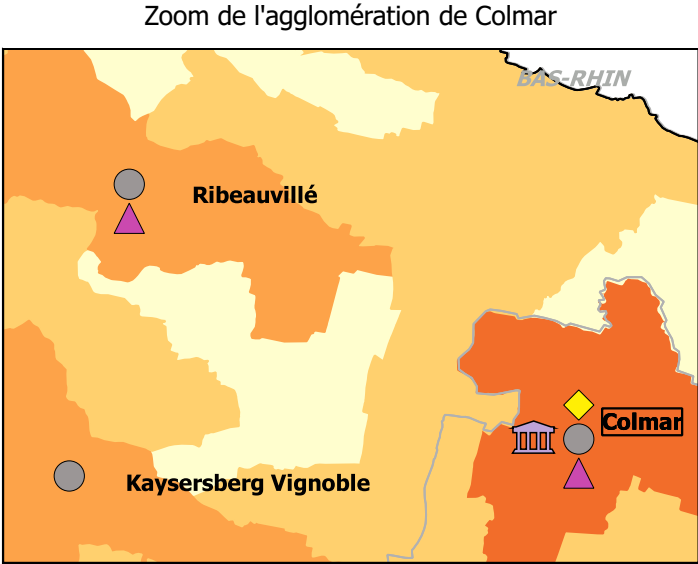 Zoom de l'agglomération de Colmar
BAS-RHIN
Ribeauvillé
Colmar
Kaysersberg Vignoble